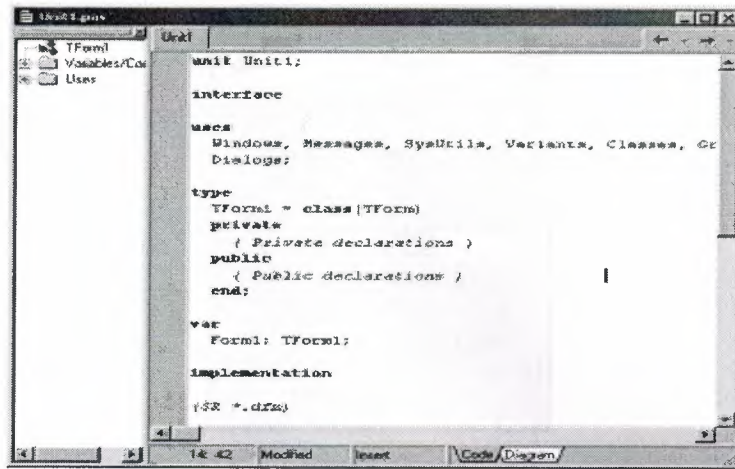 Unit1.pas
TForm1
Variables/Con
Uses
Unit1
unit Unit1;
interface
uses
Windows, Messages, SysUtils, Variants, Classes, Gr
Dialogs;
type
TForm1 = class(TForm)
private
{ Private declarations }
public
{ Public declarations }
end;
var
Form1: TForm1;
implementation
{$R *.dfm}
14: 42
Modified
Insert
Code
Diagram